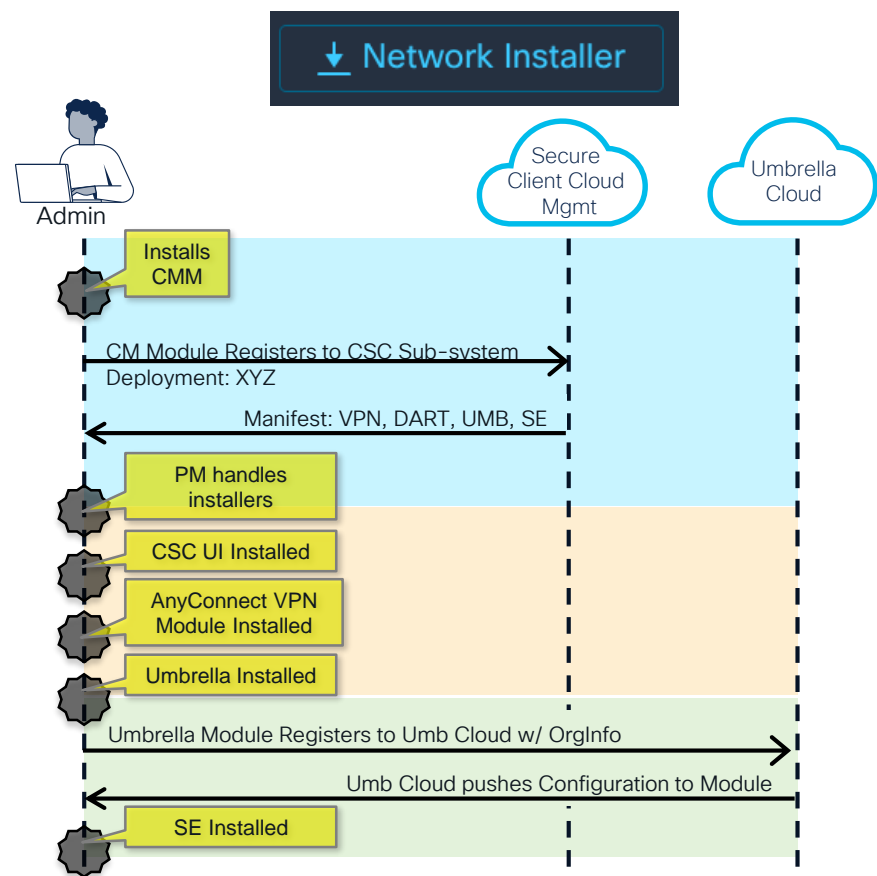 Network Installer
Secure
Client Cloud
Mgmt
Umbrella
Cloud
Admin
Installs
CMM
CM Module Registers to CSC Sub-system
Deployment: XYZ
Manifest: VPN, DART, UMB, SE
PM handles
installers
CSC UI Installed
AnyConnect VPN
Module Installed
Umbrella Installed
Umbrella Module Registers to Umb Cloud w/ OrgInfo
Umb Cloud pushes Configuration to Module
SE Installed